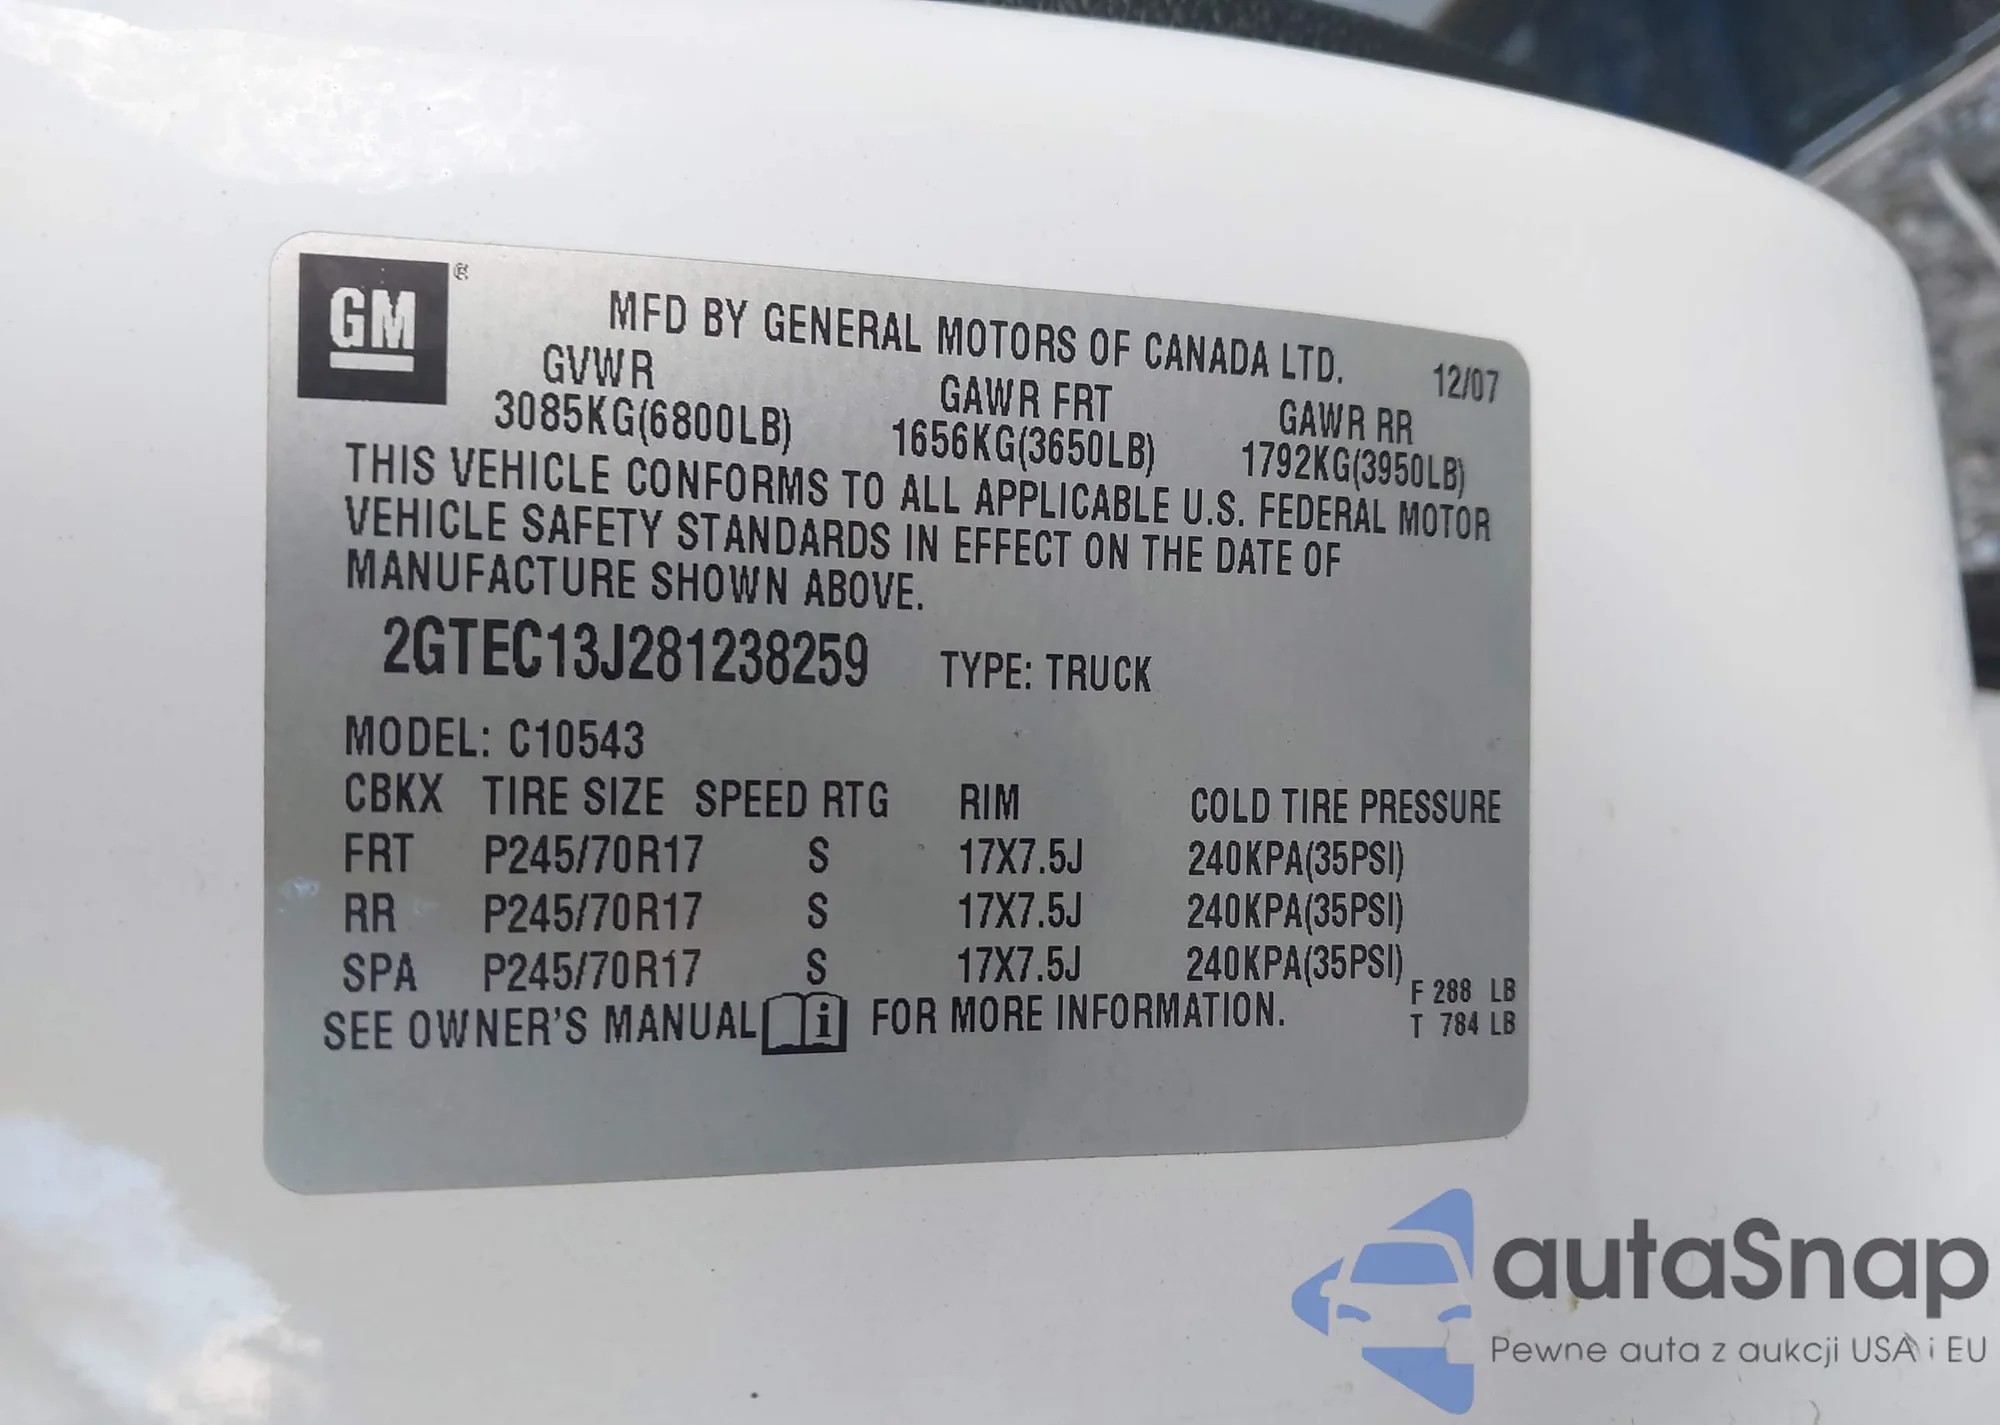 GM®
MFD BY GENERAL MOTORS OF CANADA LTD.
12/07
GVWR GAWR FRT GAWR RR
3085KG(6800LB) 1656KG(3650LB) 1792KG(3950LB)
THIS VEHICLE CONFORMS TO ALL APPLICABLE U.S. FEDERAL MOTOR
VEHICLE SAFETY STANDARDS IN EFFECT ON THE DATE OF
MANUFACTURE SHOWN ABOVE.
2GTEC13J281238259 TYPE: TRUCK
MODEL: C10543
CBKX TIRE SIZE SPEED RTG RIM COLD TIRE PRESSURE
FRT P245/70R17 S 17X7.5J 240KPA(35PSI)
RR P245/70R17 S 17X7.5J 240KPA(35PSI)
SPA P245/70R17 S 17X7.5J 240KPA(35PSI)
SEE OWNER'S MANUAL i FOR MORE INFORMATION.
F 288 LB
T 784 LB
autaSnap
Pewne auta z aukcji USA i EU